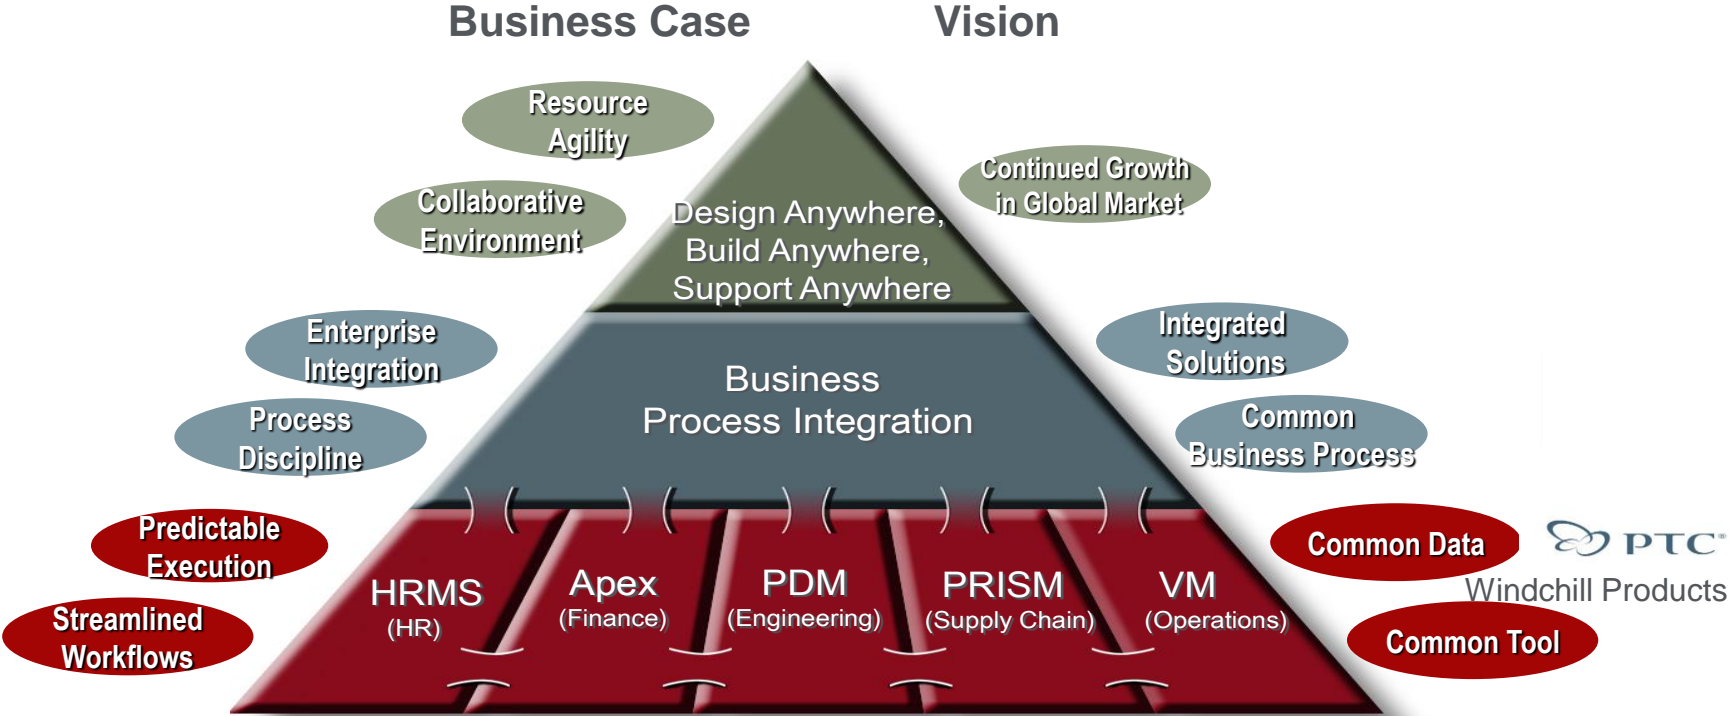 Business Case
Vision
Resource
Agility
Continued Growth
in Global Market
Collaborative
Environment
Design Anywhere,
Build Anywhere,
Support Anywhere
Enterprise
Integration
Integrated
Solutions
Business
Process Integration
Process
Discipline
Common
Business Process
Predictable
Execution
Common Data
PTC
Windchill Products
HRMS
(HR)
Apex
(Finance)
PDM
(Engineering)
PRISM
(Supply Chain)
VM
(Operations)
Streamlined
Workflows
Common Tool